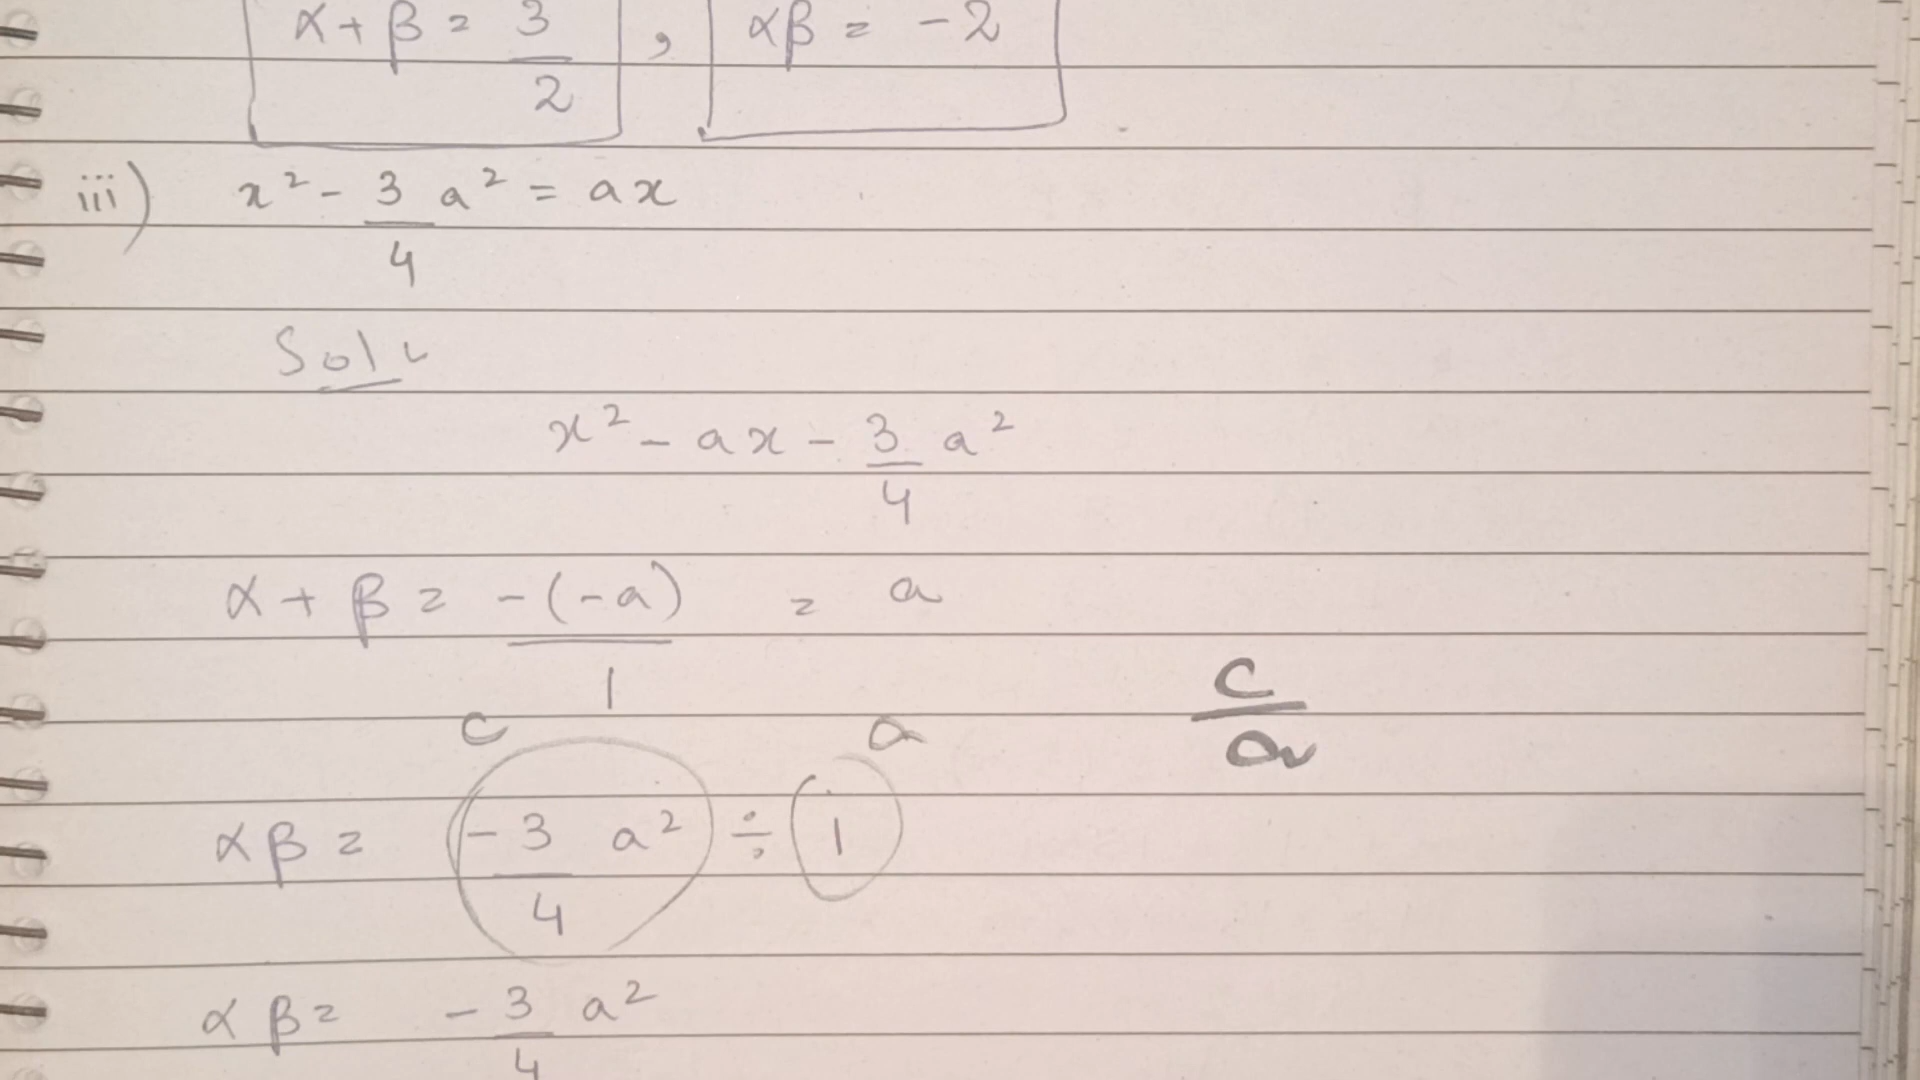 α + β = 3/2 , αβ = -2
iii) x² - 3/4 a² = ax
Sol
x² - ax - 3/4 a²
α + β = -(-a)/1 = a
c a c/a
αβ = -3/4 a² ÷ 1
αβ = -3/4 a²